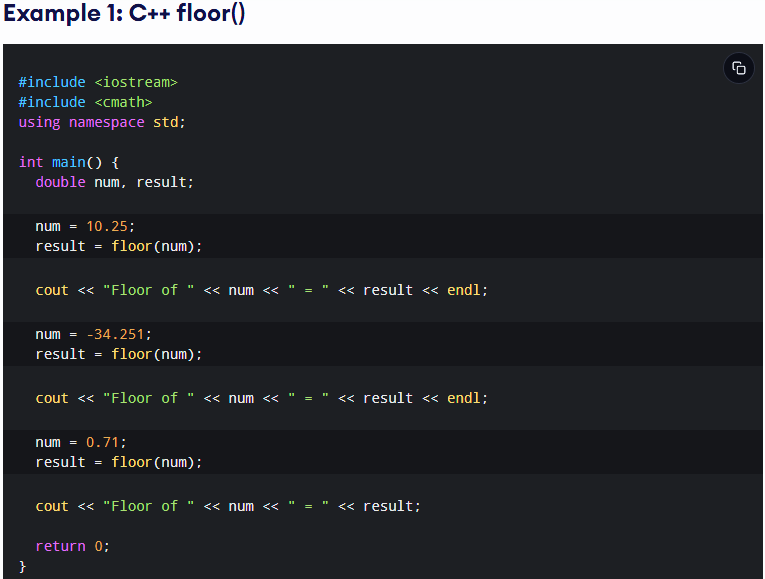 Example 1: C++ floor()
#include <iostream>
#include <cmath>
using namespace std;
int main() {
double num, result;
num = 10.25;
result = floor(num);
cout << "Floor of " << num << " = " << result << endl;
num = -34.251;
result = floor(num);
cout << "Floor of " << num << " = " << result << endl;
num = 0.71;
result = floor(num);
cout << "Floor of " << num << " = " << result;
return 0;
}